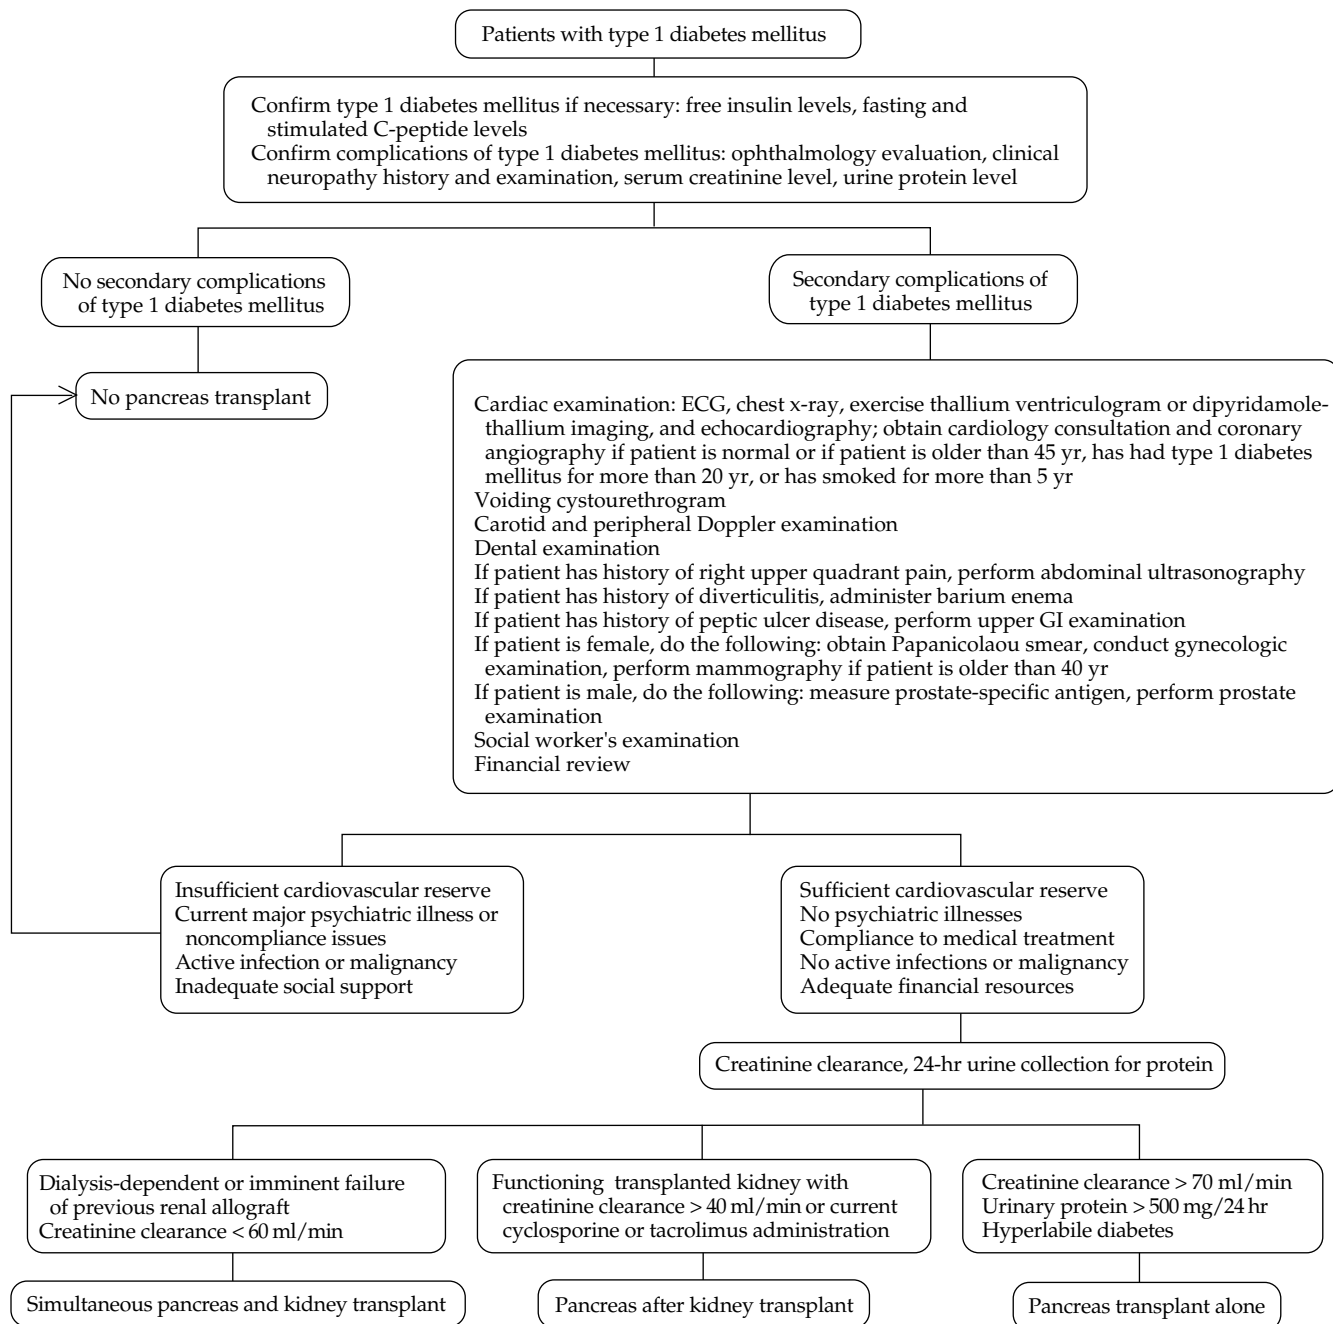 Patients with type 1 diabetes mellitus
Confirm type 1 diabetes mellitus if necessary: free insulin levels, fasting and
stimulated C-peptide levels
Confirm complications of type 1 diabetes mellitus: ophthalmology evaluation, clinical
neuropathy history and examination, serum creatinine level, urine protein level
No secondary complications
of type 1 diabetes mellitus
Secondary complications of
type 1 diabetes mellitus
No pancreas transplant
Cardiac examination: ECG, chest x-ray, exercise thallium ventriculogram or dipyridamole-
thallium imaging, and echocardiography; obtain cardiology consultation and coronary
angiography if patient is normal or if patient is older than 45 yr, has had type 1 diabetes
mellitus for more than 20 yr, or has smoked for more than 5 yr
Voiding cystourethrogram
Carotid and peripheral Doppler examination
Dental examination
If patient has history of right upper quadrant pain, perform abdominal ultrasonography
If patient has history of diverticulitis, administer barium enema
If patient has history of peptic ulcer disease, perform upper GI examination
If patient is female, do the following: obtain Papanicolaou smear, conduct gynecologic
examination, perform mammography if patient is older than 40 yr
If patient is male, do the following: measure prostate-specific antigen, perform prostate
examination
Social worker's examination
Financial review
Insufficient cardiovascular reserve
Current major psychiatric illness or
noncompliance issues
Active infection or malignancy
Inadequate social support
Sufficient cardiovascular reserve
No psychiatric illnesses
Compliance to medical treatment
No active infections or malignancy
Adequate financial resources
Creatinine clearance, 24-hr urine collection for protein
Dialysis-dependent or imminent failure
of previous renal allograft
Creatinine clearance < 60 ml/min
Functioning transplanted kidney with
creatinine clearance > 40 ml/min or current
cyclosporine or tacrolimus administration
Creatinine clearance > 70 ml/min
Urinary protein > 500 mg/24 hr
Hyperlabile diabetes
Simultaneous pancreas and kidney transplant
Pancreas after kidney transplant
Pancreas transplant alone